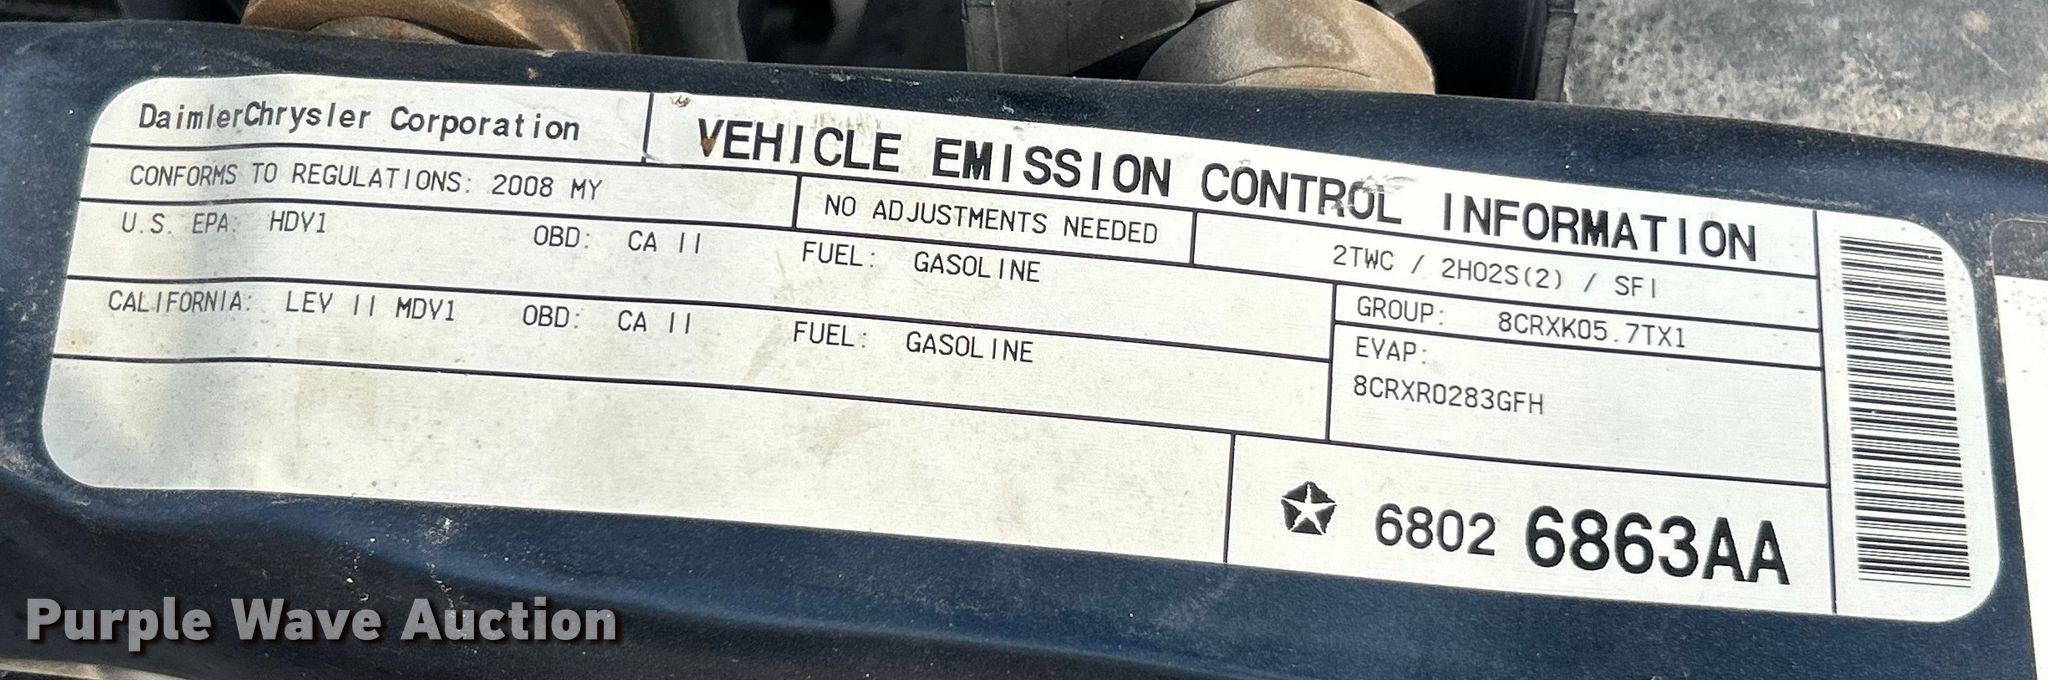 DaimlerChrysler Corporation
VEHICLE EMISSION CONTROL INFORMATION
CONFORMS TO REGULATIONS: 2008 MY
NO ADJUSTMENTS NEEDED
2TWC / 2HO2S(2) / SFI
U.S. EPA: HDV1 OBD: CA II FUEL: GASOLINE
GROUP: 8CRXK05.7TX1
CALIFORNIA: LEV II MDV1 OBD: CA II FUEL: GASOLINE
EVAP:
8CRXR0283GFH
6802 6863AA
Purple Wave Auction